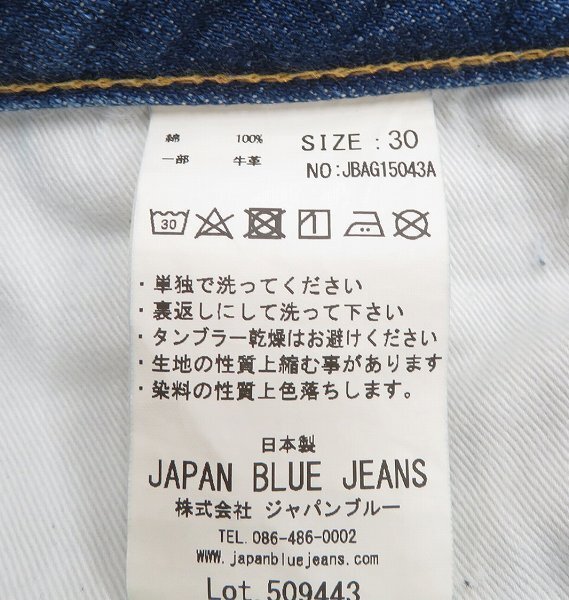 綿 100% SIZE : 30
一部 牛革 NO:JBAG15043A
30
・単独で洗ってください
・裏返しにして洗って下さい
・タンブラー乾燥はお避けください
・生地の性質上縮む事があります
・染料の性質上色落ちします。
日本製
JAPAN BLUE JEANS
株式会社 ジャパンブルー
TEL.086-486-0002
www.japanbluejeans.com
Lot.509443